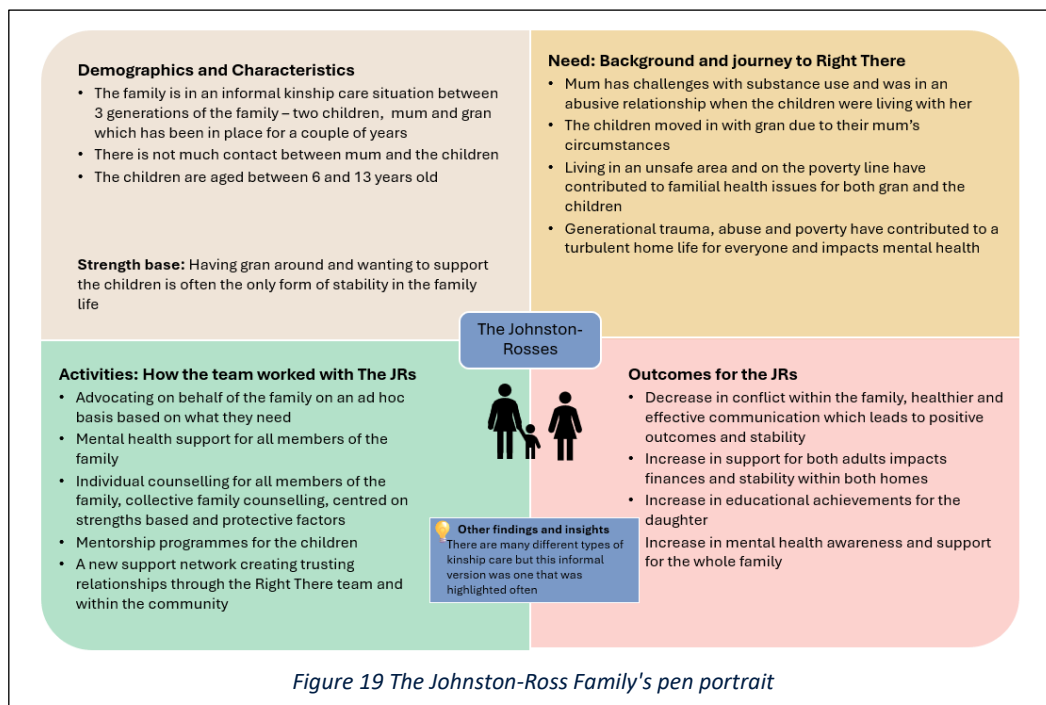 Demographics and Characteristics
• The family is in an informal kinship care situation between
3 generations of the family – two children, mum and gran
which has been in place for a couple of years
• There is not much contact between mum and the children
• The children are aged between 6 and 13 years old
Strength base: Having gran around and wanting to support
the children is often the only form of stability in the family
life
Need: Background and journey to Right There
• Mum has challenges with substance use and was in an
abusive relationship when the children were living with her
• The children moved in with gran due to their mum's
circumstances
• Living in an unsafe area and on the poverty line have
contributed to familial health issues for both gran and the
children
• Generational trauma, abuse and poverty have contributed to a
turbulent home life for everyone and impacts mental health
The Johnston-
Rosses
Activities: How the team worked with The JRs
• Advocating on behalf of the family on an ad hoc
basis based on what they need
• Mental health support for all members of the
family
• Individual counselling for all members of the
family, collective family counselling, centred on
strengths based and protective factors
• Mentorship programmes for the children
• A new support network creating trusting
relationships through the Right There team and
within the community
Outcomes for the JRs
• Decrease in conflict within the family, healthier and
effective communication which leads to positive
outcomes and stability
• Increase in support for both adults impacts
finances and stability within both homes
• Increase in educational achievements for the
daughter
Increase in mental health awareness and support
for the whole family
Other findings and insights
There are many different types of
kinship care but this informal
version was one that was
highlighted often
Figure 19 The Johnston-Ross Family's pen portrait